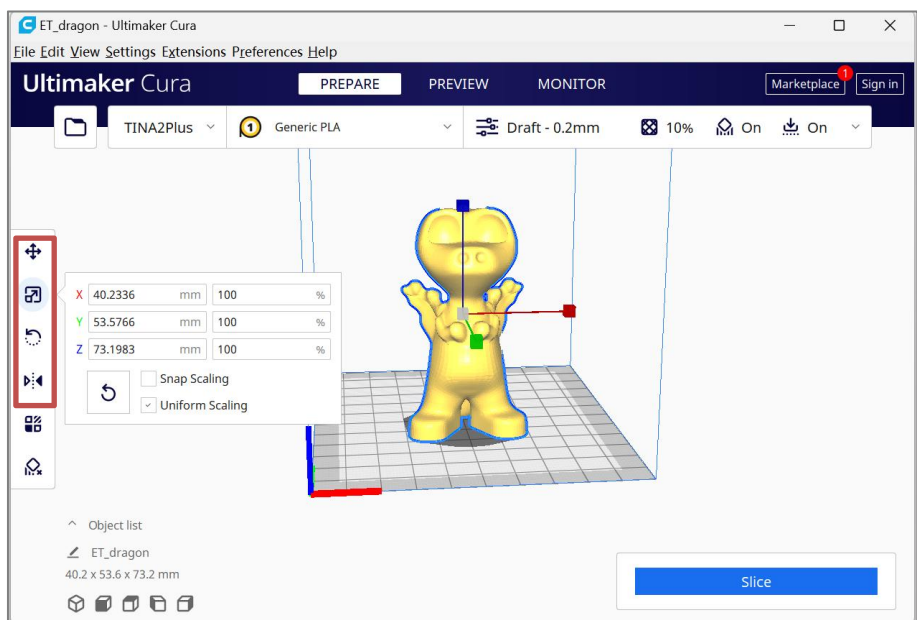 ET_dragon - Ultimaker Cura
File Edit View Settings Extensions Preferences Help
Ultimaker Cura PREPARE PREVIEW MONITOR Marketplace 1 Sign in
TINA2Plus 1 Generic PLA Draft - 0.2mm 10% On On
X 40.2336 mm 100 %
Y 53.5766 mm 100 %
Z 73.1983 mm 100 %
Snap Scaling
Uniform Scaling
Object list
ET_dragon
40.2 x 53.6 x 73.2 mm
Slice